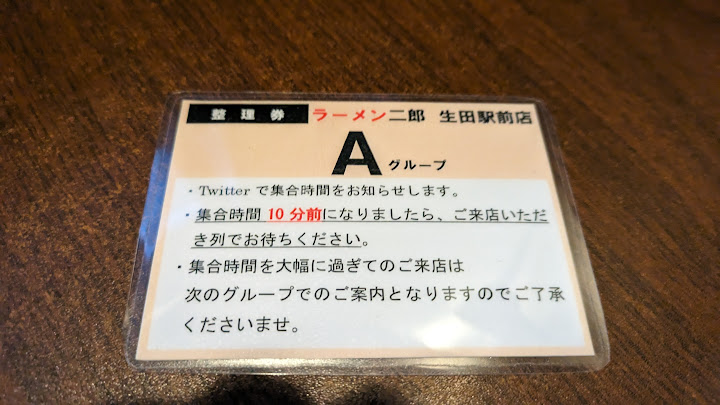 整理券 ラーメン二郎 生田駅前店
Aグループ
・Twitter で集合時間をお知らせします。
・集合時間 10 分前になりましたら、ご来店いただ
き列でお待ちください。
・集合時間を大幅に過ぎてのご来店は
次のグループでのご案内となりますのでご了承
くださいませ。